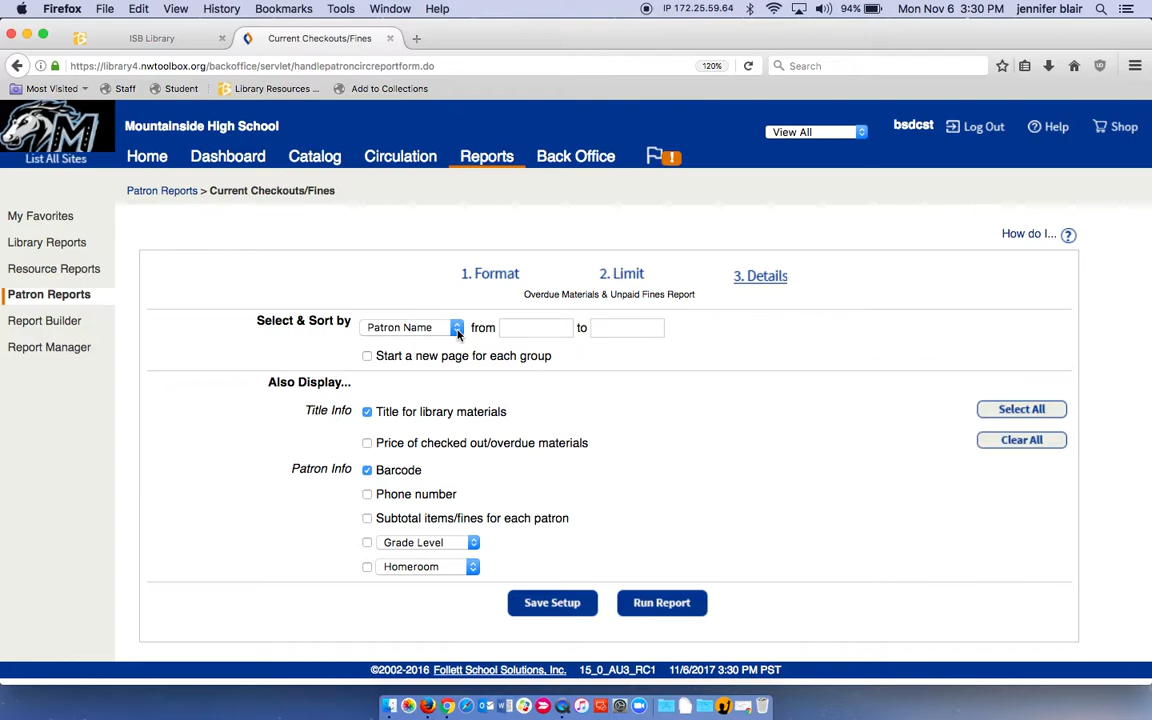 Firefox File Edit View History Bookmarks Tools Window Help IP 172.25.59.64 94% Mon Nov 6 3:30 PM jennifer blair
ISB Library Current Checkouts/Fines
https://library4.nwtoolbox.org/backoffice/servlet/handlepatroncircreportform.do 120% Search
Most Visited Staff Student Library Resources ... Add to Collections
M
List All Sites
Mountainside High School
View All bsdcst Log Out Help Shop
Home Dashboard Catalog Circulation Reports Back Office
Patron Reports > Current Checkouts/Fines
My Favorites
Library Reports
Resource Reports
Patron Reports
Report Builder
Report Manager
How do I... ?
1. Format 2. Limit 3. Details
Overdue Materials & Unpaid Fines Report
Select & Sort by Patron Name from to
Start a new page for each group
Also Display...
Title Info Title for library materials Select All
Price of checked out/overdue materials Clear All
Patron Info Barcode
Phone number
Subtotal items/fines for each patron
Grade Level
Homeroom
Save Setup Run Report
©2002-2016 Follett School Solutions, Inc. 15_0_AU3_RC1 11/6/2017 3:30 PM PST